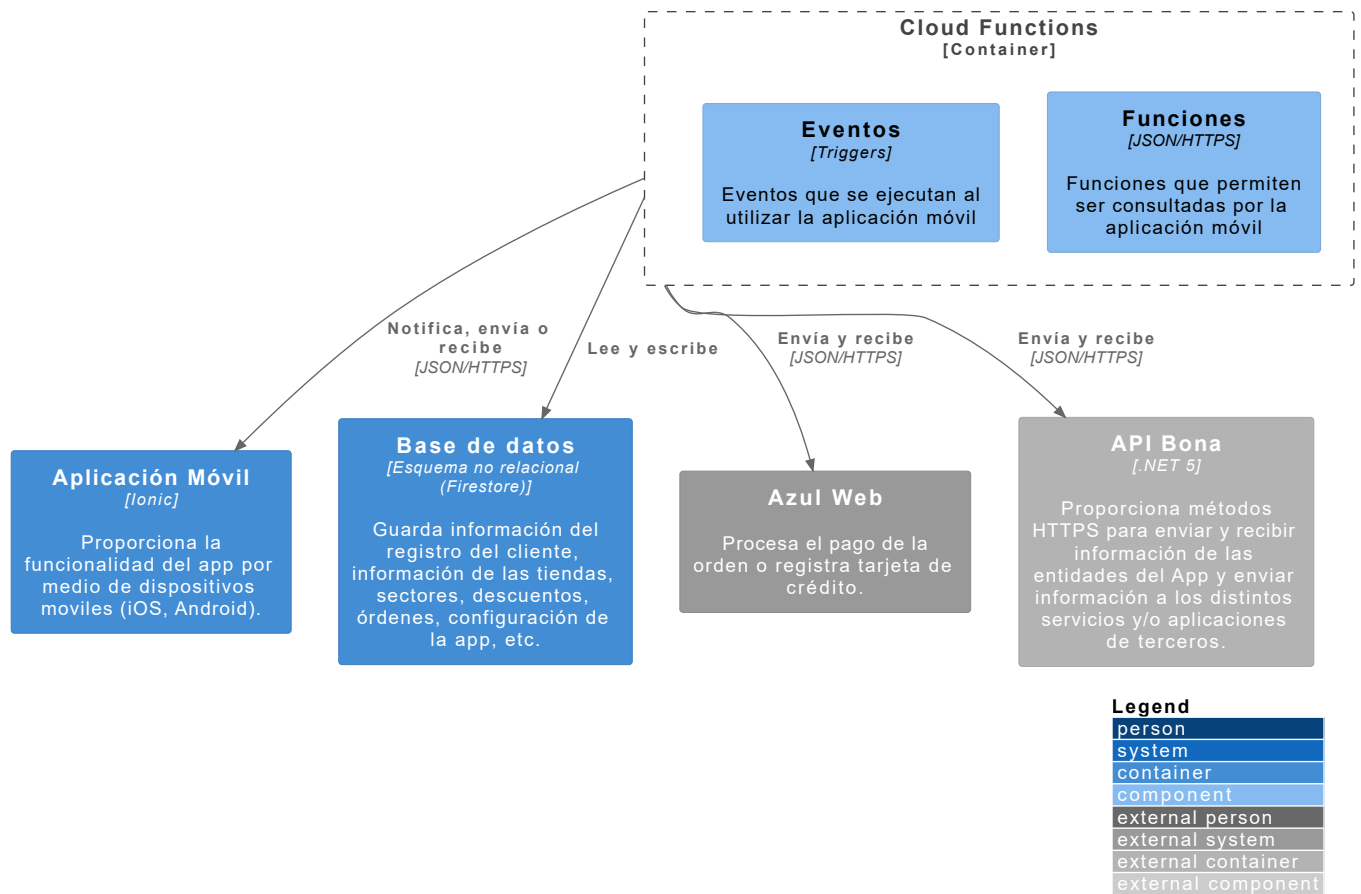 Cloud Functions
[Container]
Eventos
[Triggers]
Eventos que se ejecutan al
utilizar la aplicación móvil
Funciones
[JSON/HTTPS]
Funciones que permiten
ser consultadas por la
aplicación móvil
Notifica, envía o
recibe
[JSON/HTTPS]
Lee y escribe
Envía y recibe
[JSON/HTTPS]
Envía y recibe
[JSON/HTTPS]
Aplicación Móvil
[Ionic]
Proporciona la
funcionalidad del app por
medio de dispositivos
moviles (iOS, Android).
Base de datos
[Esquema no relacional
(Firestore)]
Guarda información del
registro del cliente,
información de las tiendas,
sectores, descuentos,
órdenes, configuración de
la app, etc.
Azul Web
Procesa el pago de la
orden o registra tarjeta de
crédito.
API Bona
[.NET 5]
Proporciona métodos
HTTPS para enviar y recibir
información de las
entidades del App y enviar
información a los distintos
servicios y/o aplicaciones
de terceros.
Legend
person
system
container
component
external person
external system
external container
external component